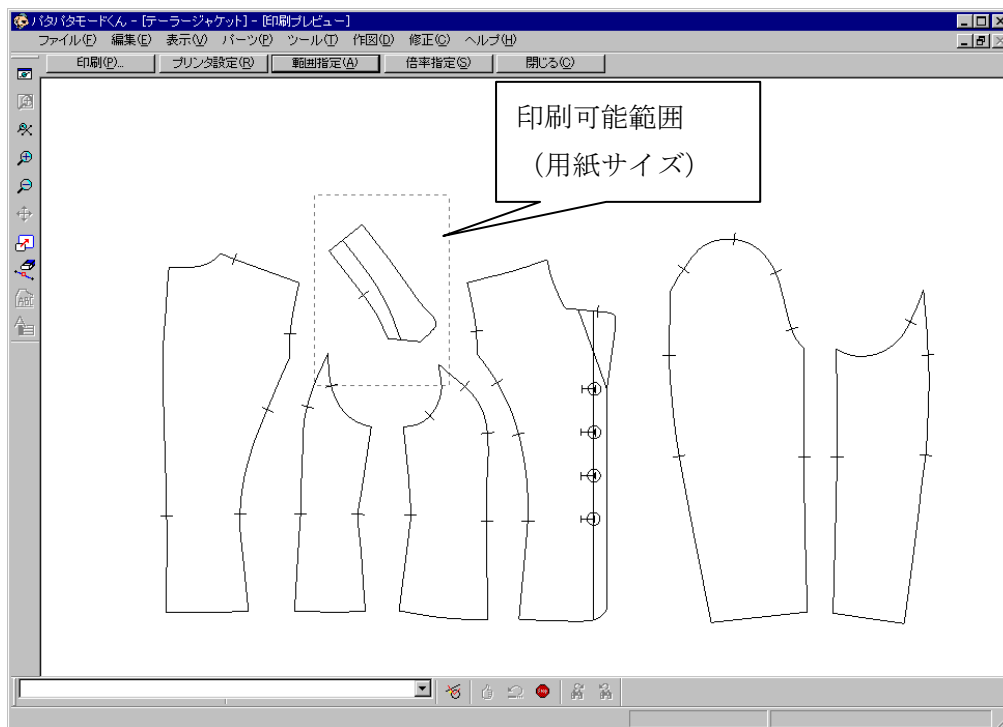 パタパタモードくん - [テーラージャケット] - [印刷プレビュー]
ファイル(F) 編集(E) 表示(V) パーツ(P) ツール(T) 作図(D) 修正(C) ヘルプ(H)
印刷(P)... プリンタ設定(R) 範囲指定(A) 倍率指定(S) 閉じる(C)
印刷可能範囲
（用紙サイズ）